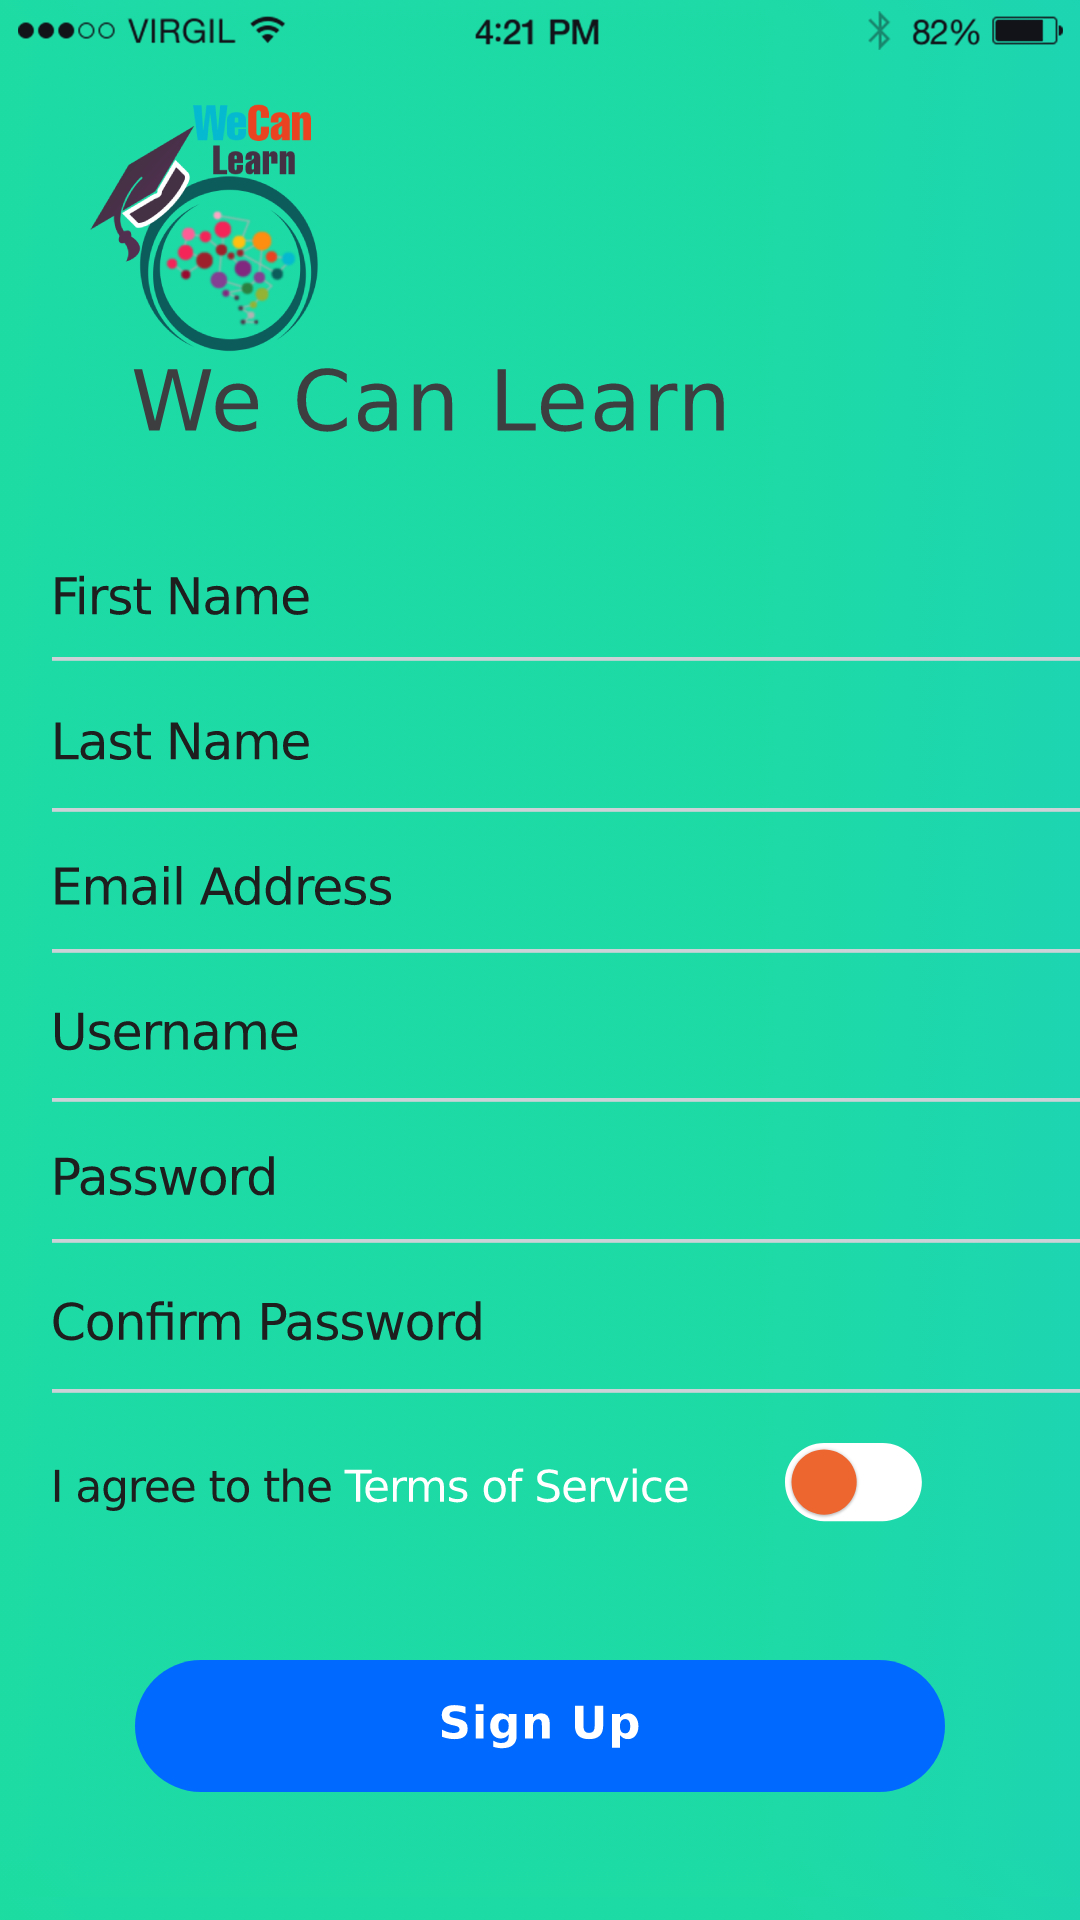 VIRGIL 4:21 PM 82%
WeCan
Learn
We Can Learn
First Name
Last Name
Email Address
Username
Password
Confirm Password
I agree to the Terms of Service
Sign Up